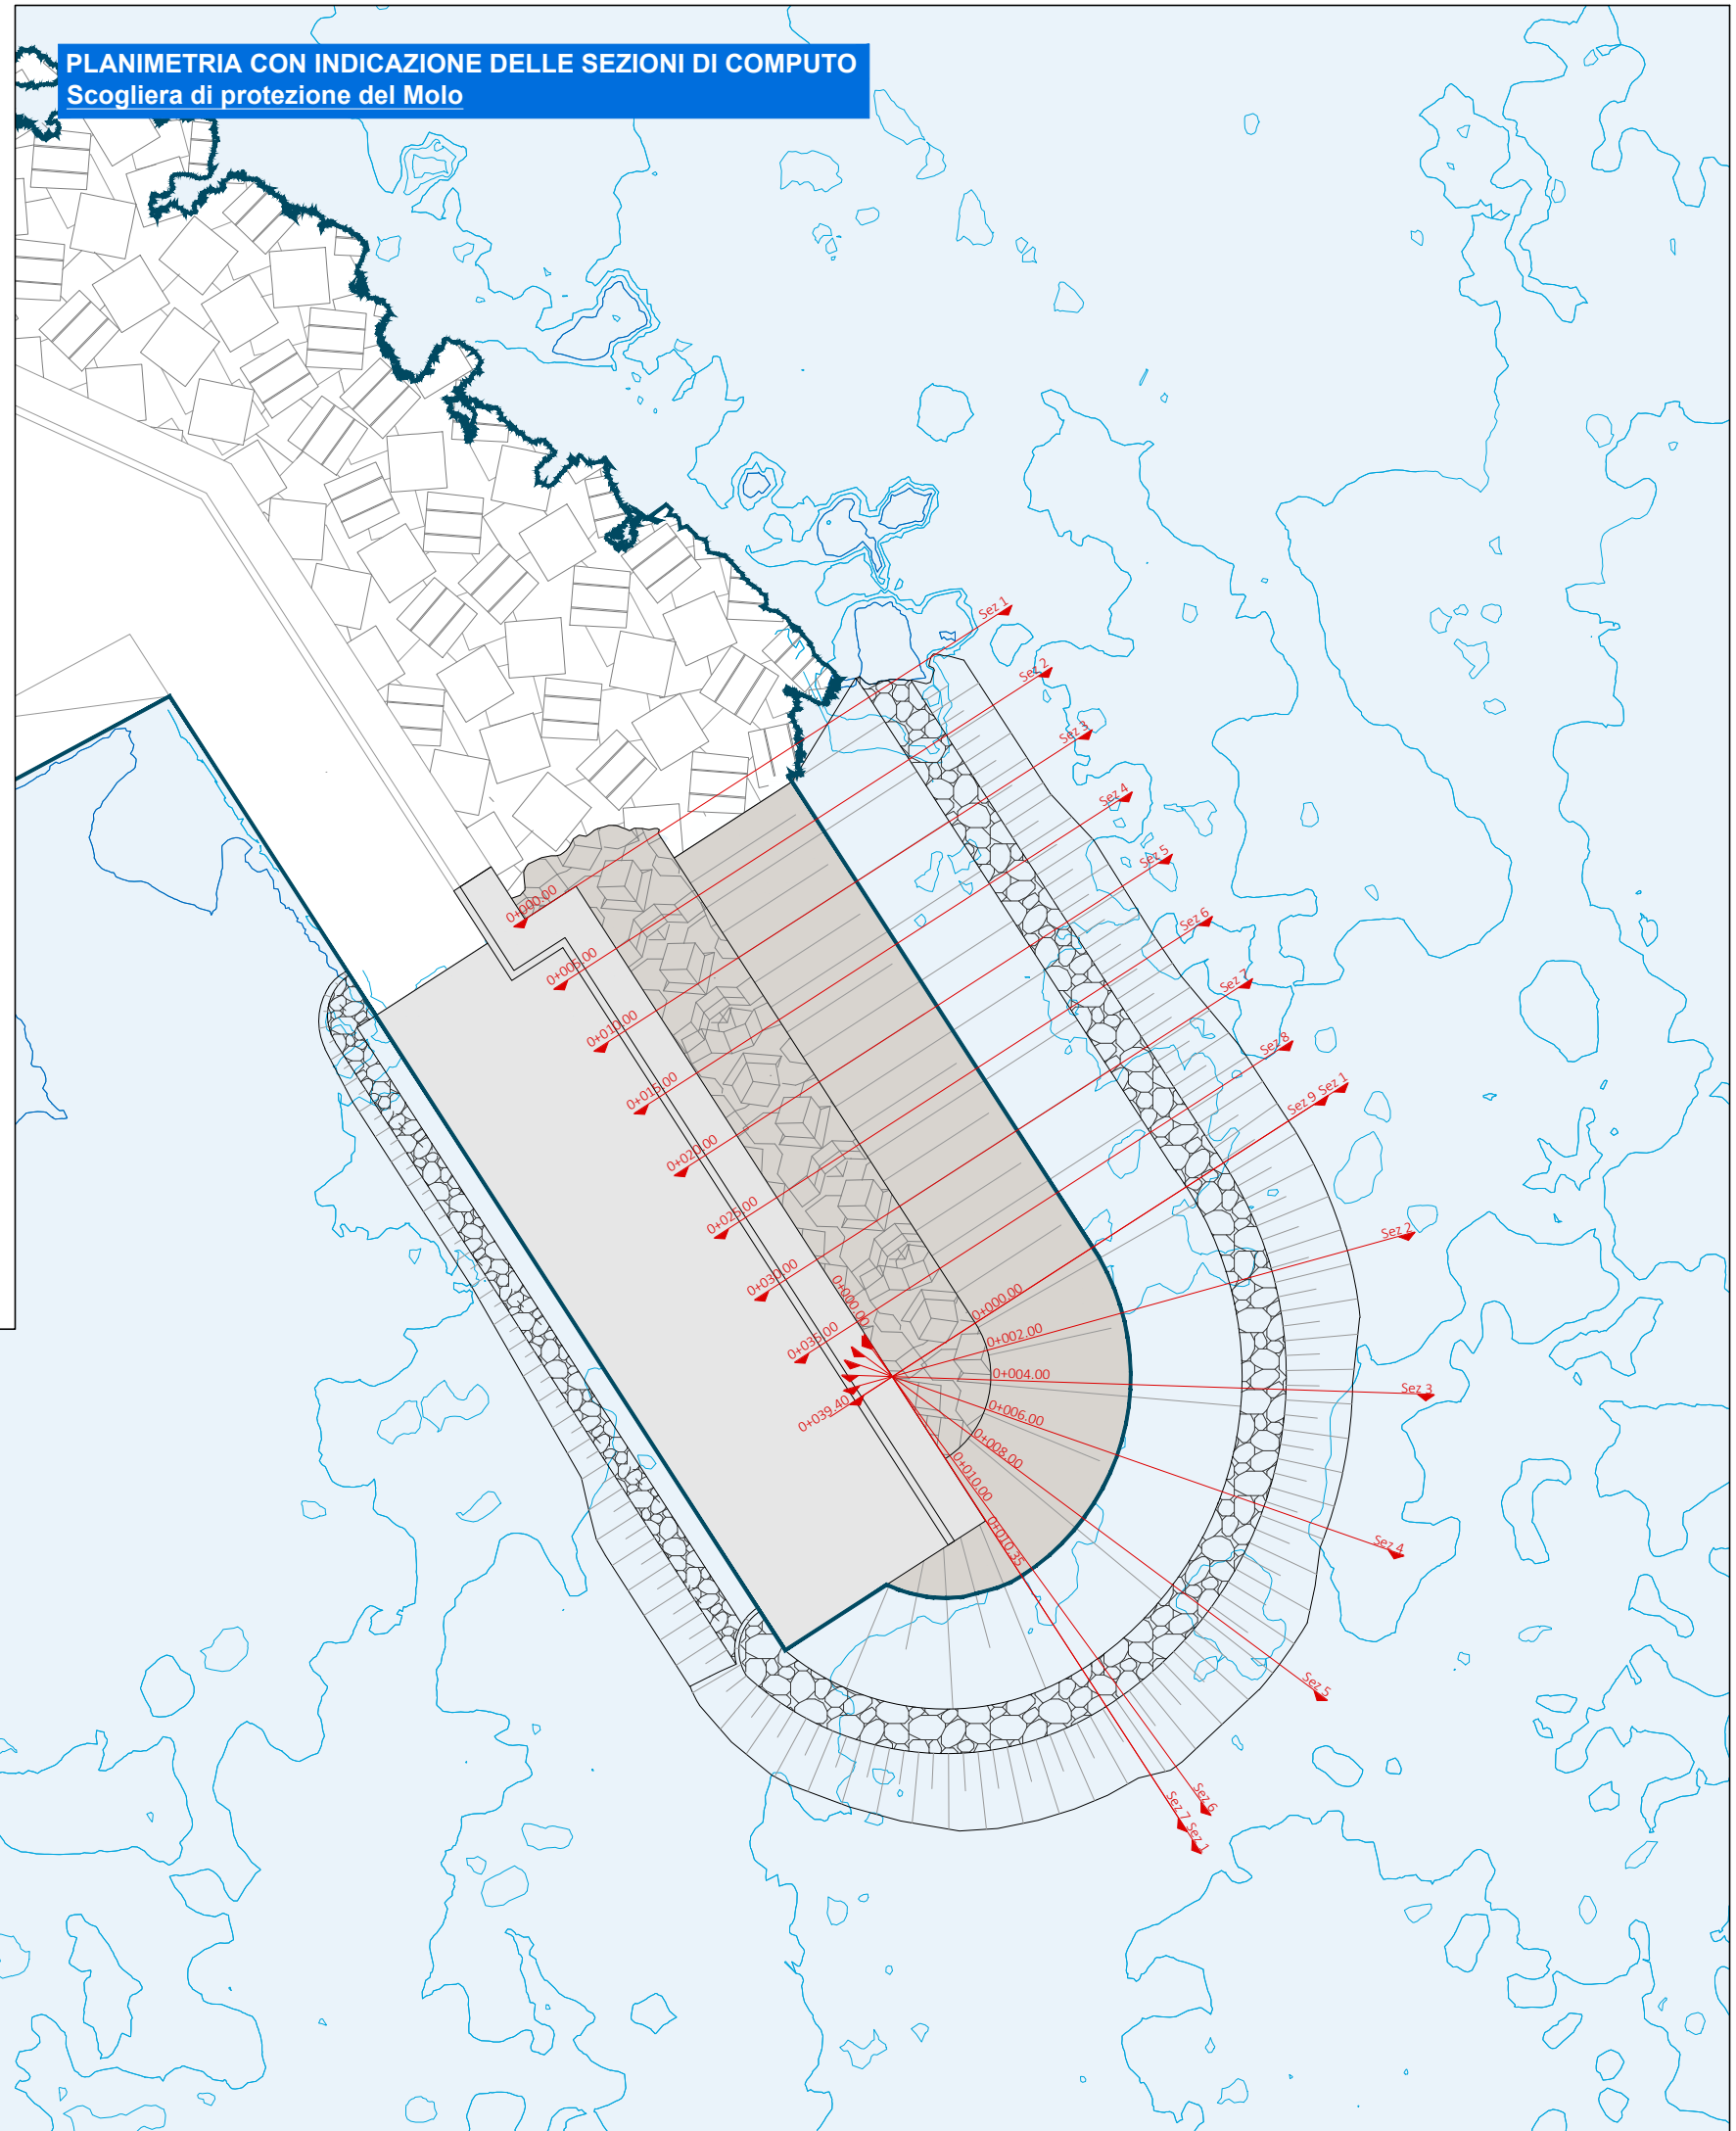 PLANIMETRIA CON INDICAZIONE DELLE SEZIONI DI COMPUTO
Scogliera di protezione del Molo
Sez 1
Sez 2
Sez 3
Sez 4
Sez 5
Sez 6
Sez 7
Sez 8
Sez 9 Sez 1
0+000.00
0+005.00
0+010.00
0+015.00
0+020.00
0+025.00
0+030.00
0+035.00
0+039.40
0+000.00
0+000.00
0+002.00
0+004.00
0+006.00
0+008.00
0+010.00
0+010.35
Sez 2
Sez 3
Sez 4
Sez 5
Sez 6
Sez 7 Sez 1